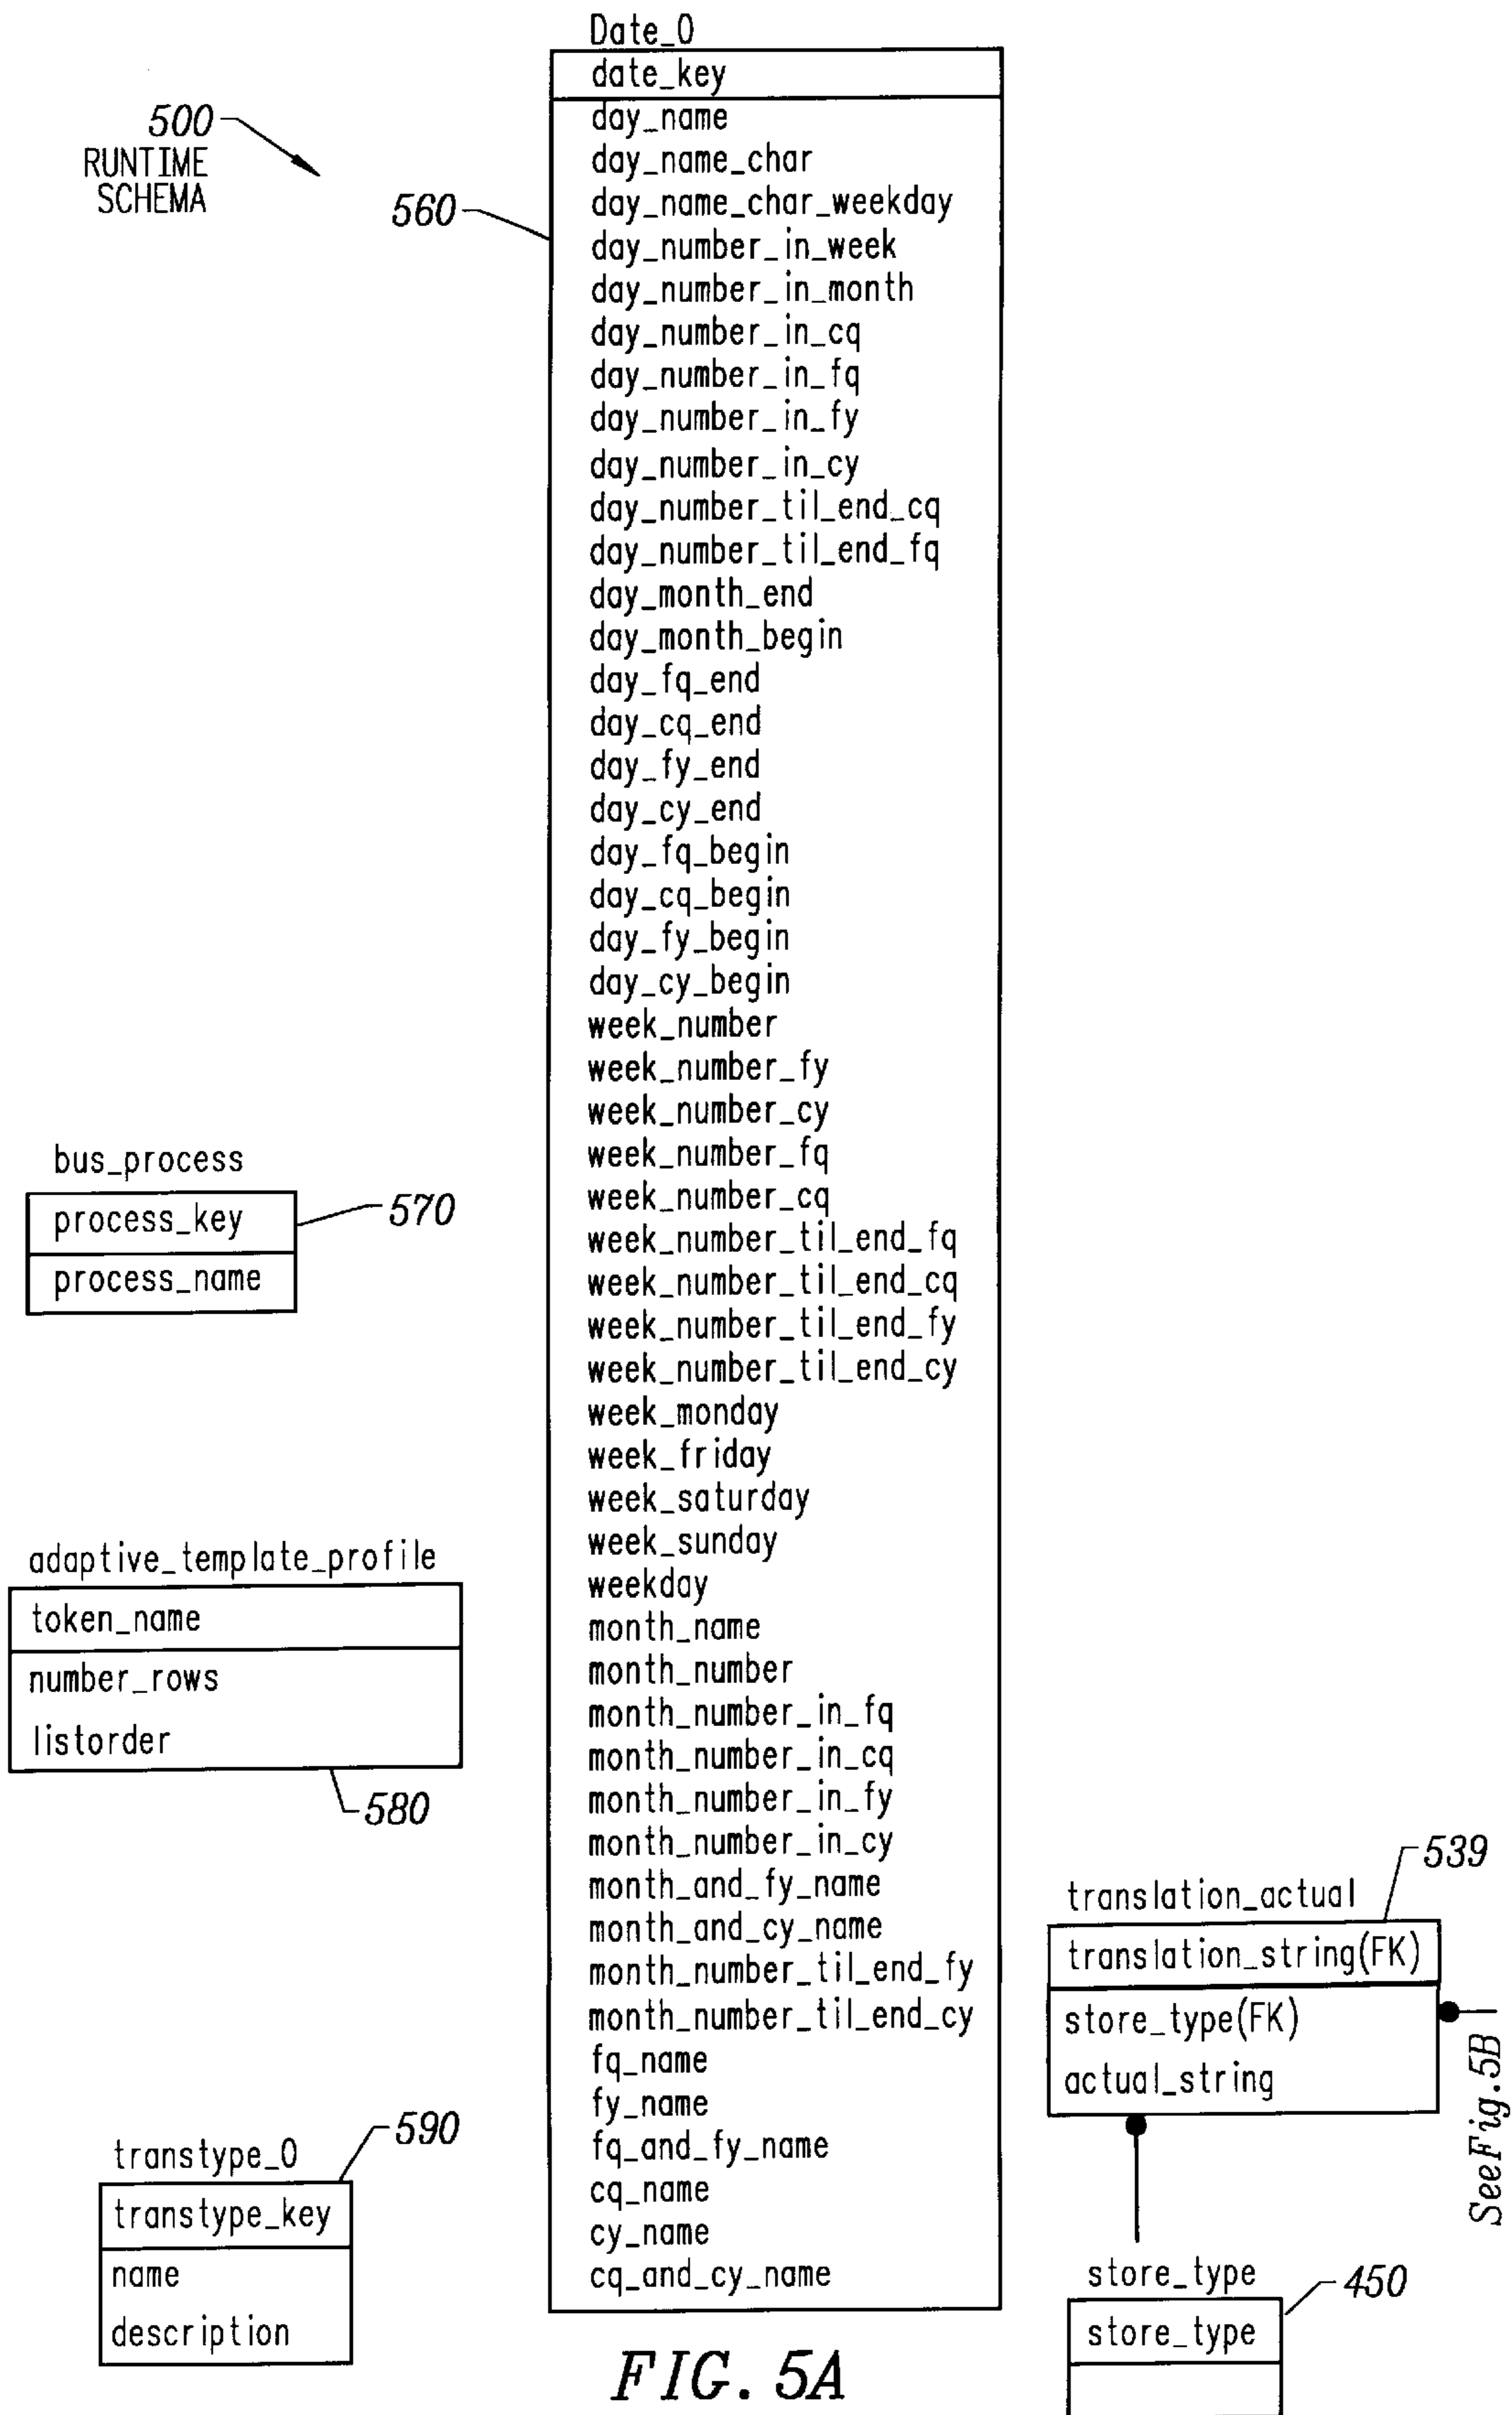 500
RUNTIME
SCHEMA
Date_0
560
date_key
day_name
day_name_char
day_name_char_weekday
day_number_in_week
day_number_in_month
day_number_in_cq
day_number_in_fq
day_number_in_fy
day_number_in_cy
day_number_til_end_cq
day_number_til_end_fq
day_month_end
day_month_begin
day_fq_end
day_cq_end
day_fy_end
day_cy_end
day_fq_begin
day_cq_begin
day_fy_begin
day_cy_begin
week_number
week_number_fy
week_number_cy
week_number_fq
week_number_cq
week_number_til_end_fq
week_number_til_end_cq
week_number_til_end_fy
week_number_til_end_cy
week_monday
week_friday
week_saturday
week_sunday
weekday
month_name
month_number
month_number_in_fq
month_number_in_cq
month_number_in_fy
month_number_in_cy
month_and_fy_name
month_and_cy_name
month_number_til_end_fy
month_number_til_end_cy
fq_name
fy_name
fq_and_fy_name
cq_name
cy_name
cq_and_cy_name
bus_process
process_key
570
process_name
adaptive_template_profile
token_name
number_rows
listorder
580
transtype_0
590
transtype_key
name
description
539
translation_actual
translation_string(FK)
store_type(FK)
actual_string
See Fig. 5B
store_type
450
store_type
FIG. 5A